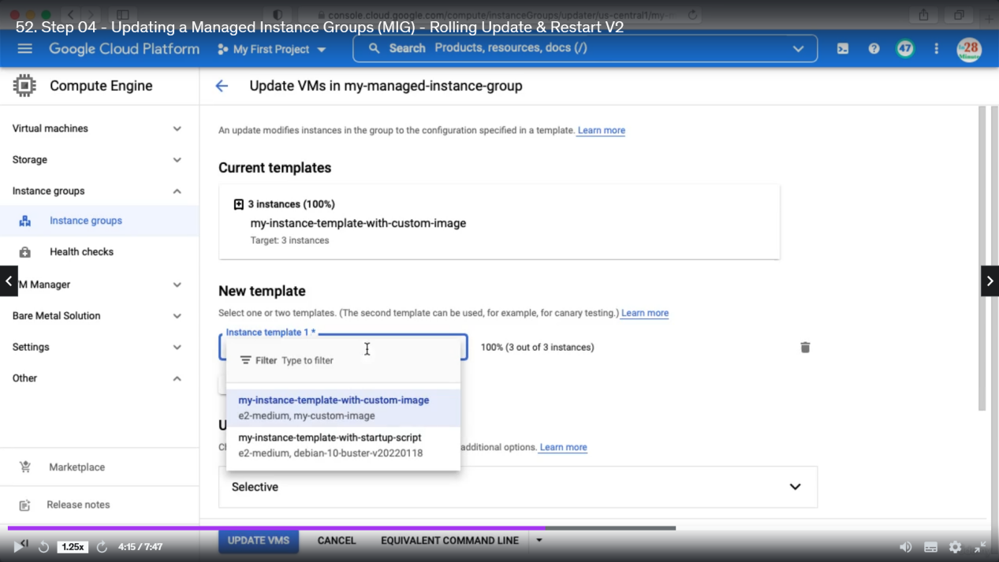 console.cloud.google.com/compute/instanceGroups/updater/us-central1/my-m
52. Step 04 - Updating a Managed Instance Groups (MIG) - Rolling Update & Restart V2
Google Cloud Platform
My First Project
Search Products, resources, docs (/)
47
28
Minutes
Compute Engine
Update VMs in my-managed-instance-group
Virtual machines
Storage
Instance groups
Instance groups
Health checks
M Manager
Bare Metal Solution
Settings
Other
Marketplace
Release notes
An update modifies instances in the group to the configuration specified in a template. Learn more
Current templates
3 instances (100%)
my-instance-template-with-custom-image
Target: 3 instances
New template
Select one or two templates. (The second template can be used, for example, for canary testing.) Learn more
Instance template 1 *
100% (3 out of 3 instances)
Filter Type to filter
my-instance-template-with-custom-image
e2-medium, my-custom-image
my-instance-template-with-startup-script
e2-medium, debian-10-buster-v20220118
additional options. Learn more
Selective
UPDATE VMS
CANCEL
EQUIVALENT COMMAND LINE
1.25x
4:15 / 7:47